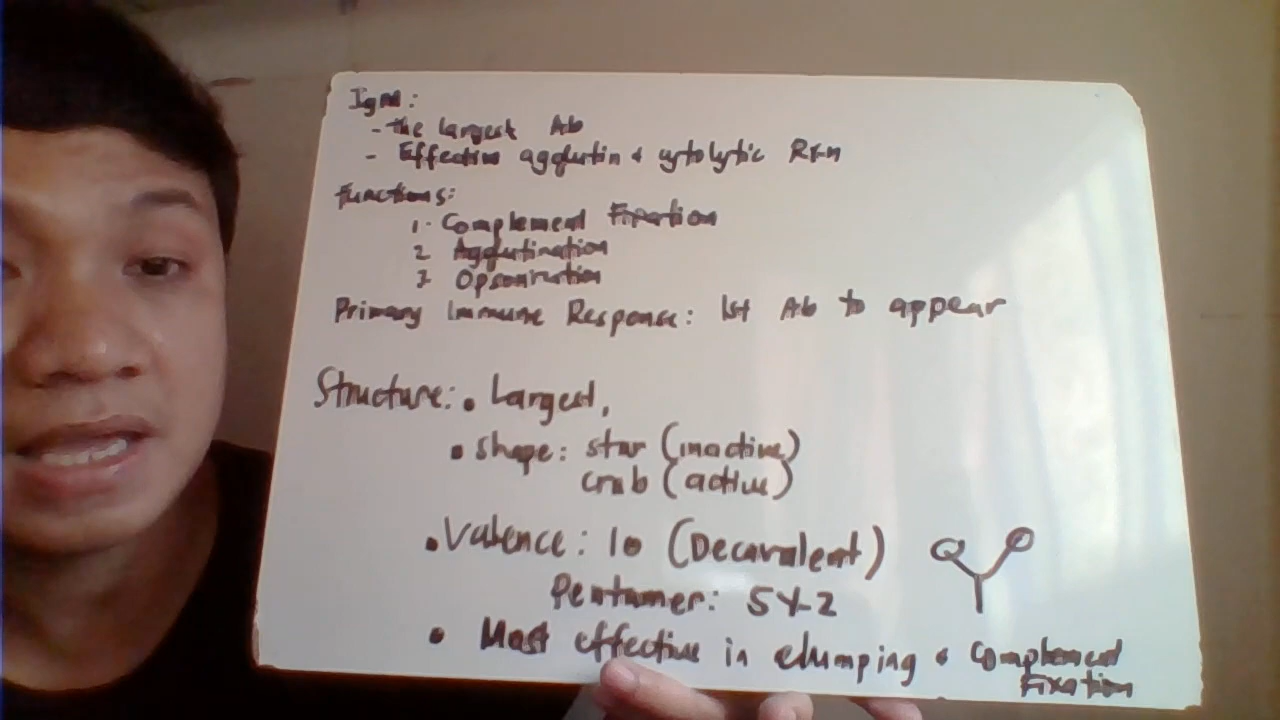 IgM:
- the largest Ab
- Effective agglutin & cytolytic Rxn
Functions:
1. Complement Fixation
2 Agglutination
3 Opsonization
Primary Immune Response: 1st Ab to appear
Structure: • Largest,
• Shape: star (inactive)
crab (active)
• Valence: 10 (Decavalent)
Pentamer: 5 x 2
• Most effective in clumping & Complement
Fixation